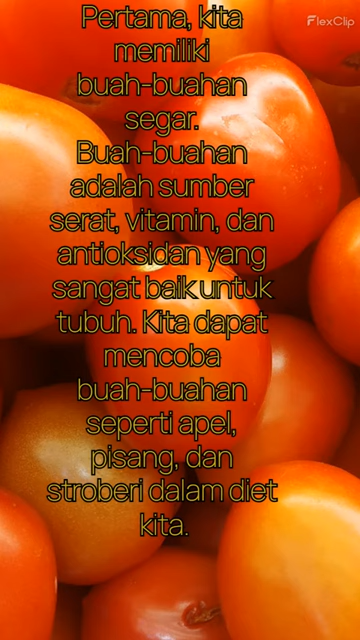 FlexClip
Pertama, kita
memiliki
buah-buahan
segar.
Buah-buahan
adalah sumber
serat, vitamin, dan
antioksidan yang
sangat baik untuk
tubuh. Kita dapat
mencoba
buah-buahan
seperti apel,
pisang, dan
stroberi dalam diet
kita.